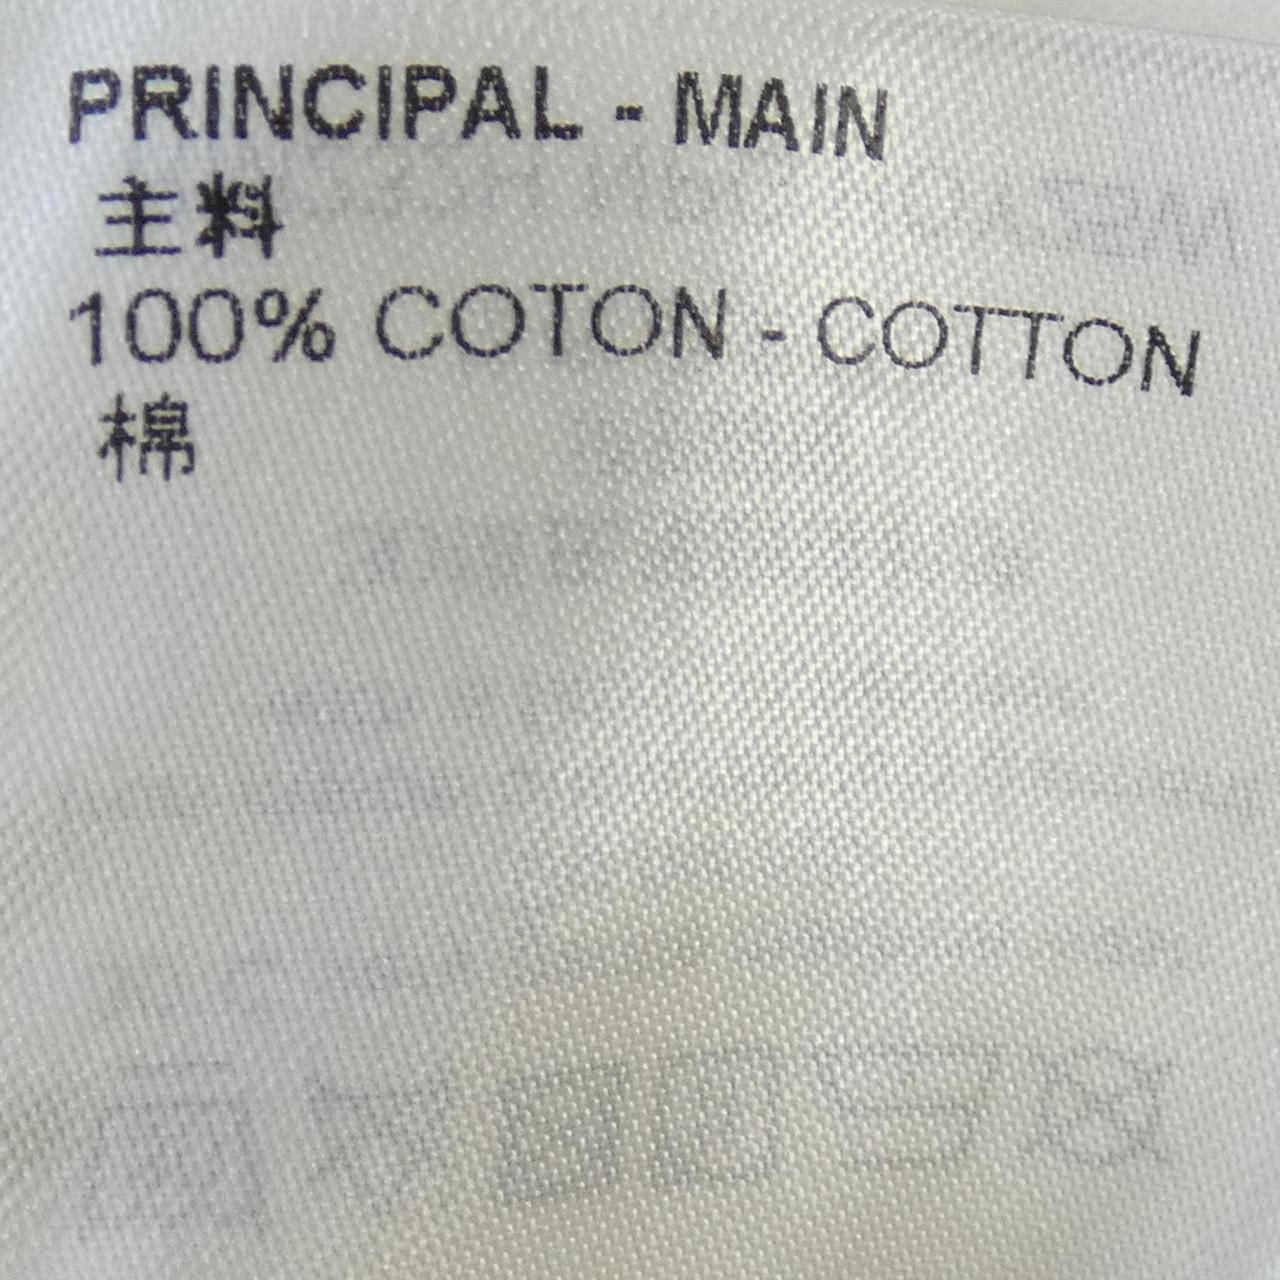 PRINCIPAL - MAIN
主料
100% COTON - COTTON
棉